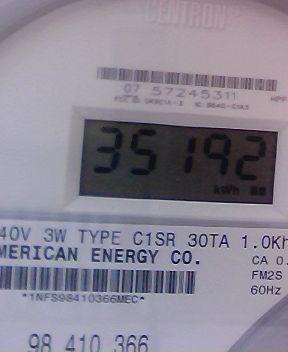 CENTRON
07 57245311
35192
kWh
40V 3W TYPE C1SR 30TA 1.0Kh
MERICAN ENERGY CO.
CA 0.
FM2S
60Hz
*1NFS98410366MEC*
98 410 366